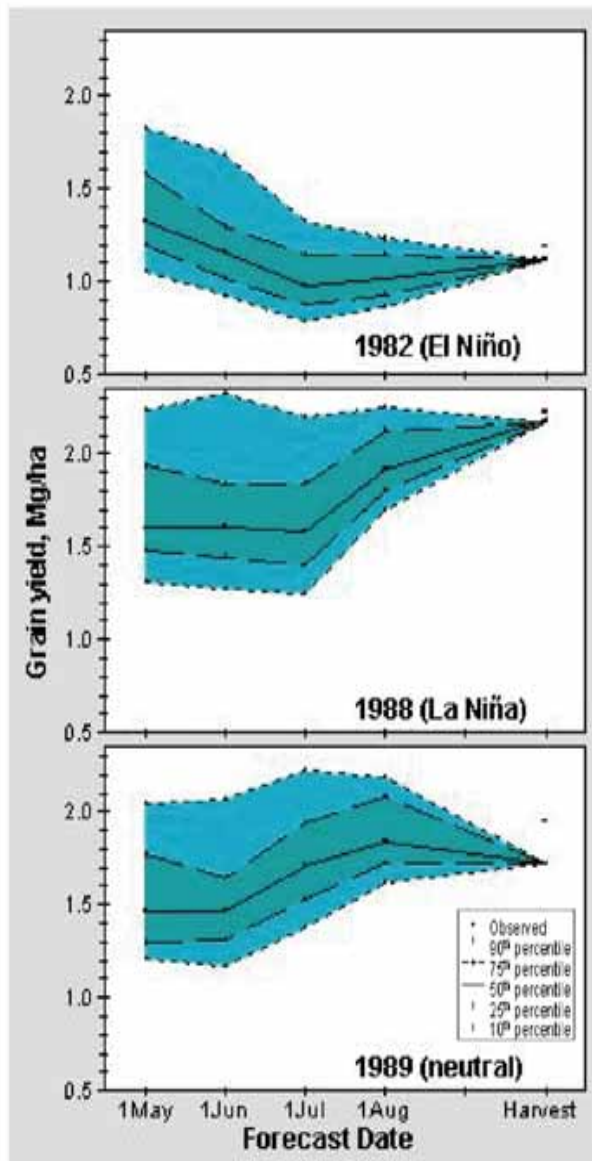 2.0
1.5
1.0
0.5
1982 (El Niño)
2.0
1.5
1.0
0.5
1988 (La Niña)
Grain yield, Mg/ha
2.0
1.5
1.0
0.5
Observed
90th percentile
75th percentile
50th percentile
25th percentile
10th percentile
1989 (neutral)
1May 1Jun 1Jul 1Aug Harvest
Forecast Date